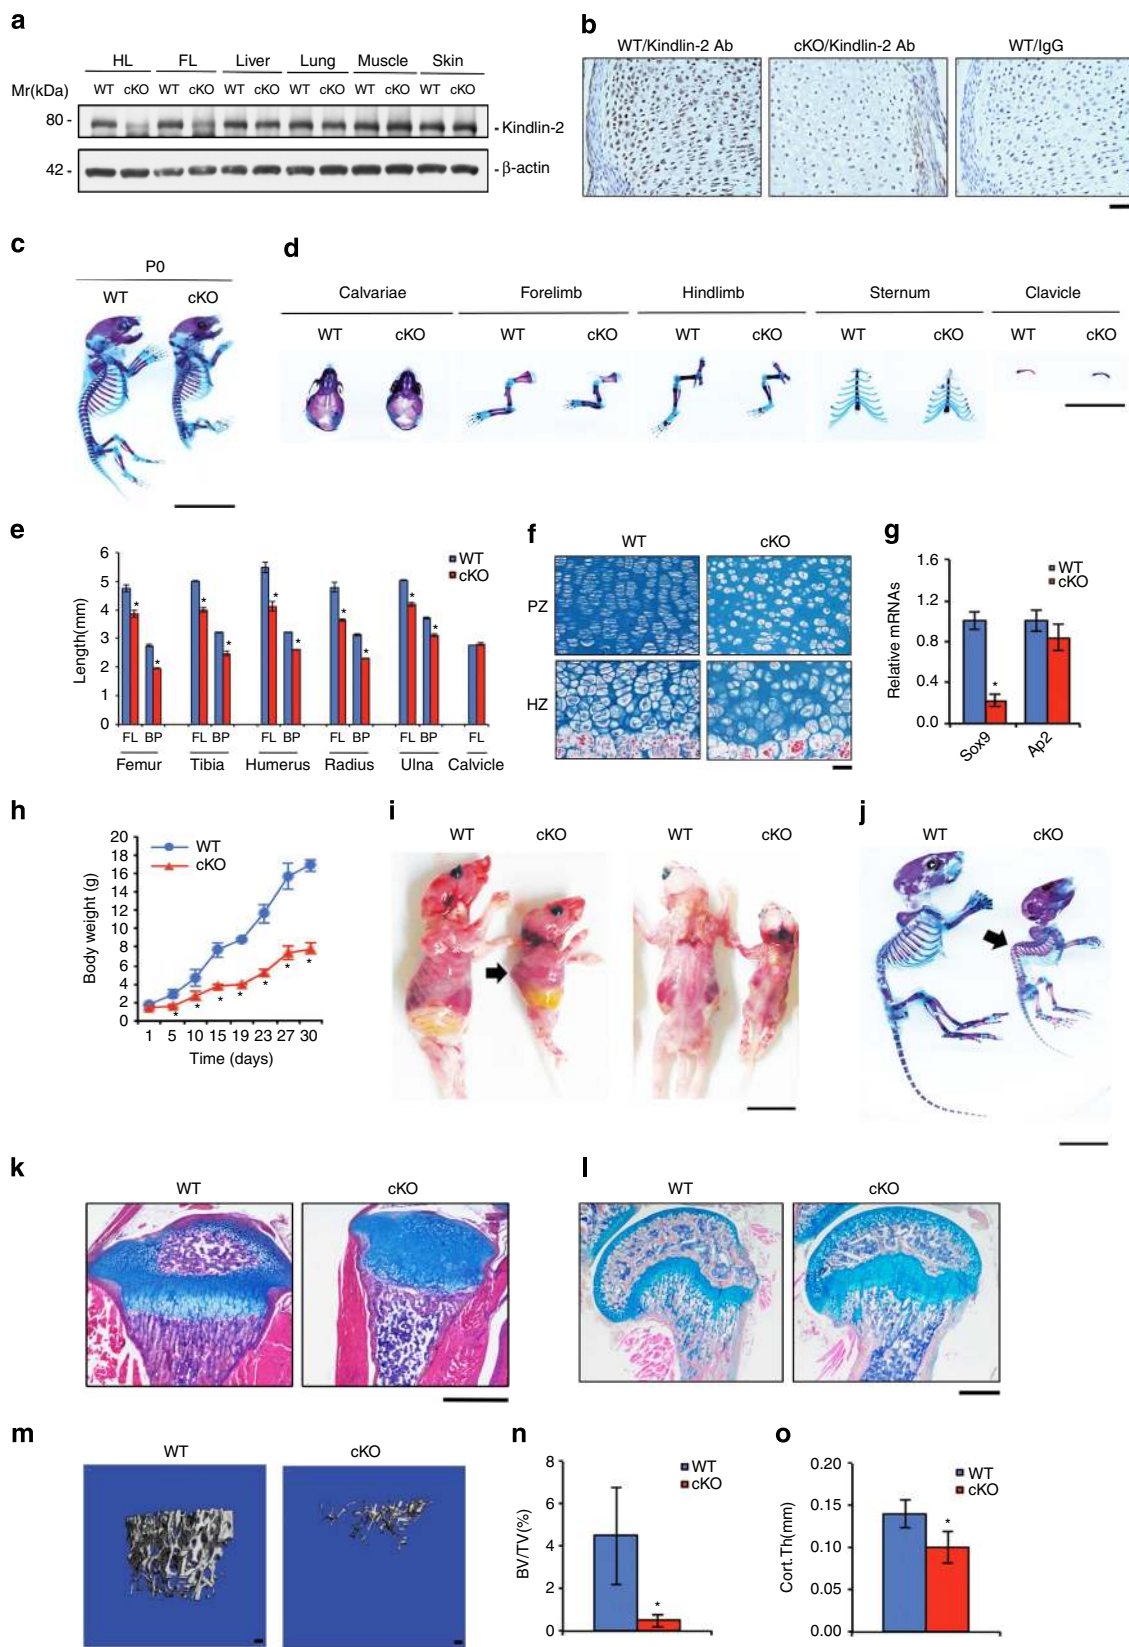 a
HL FL Liver Lung Muscle Skin
Mr(kDa) WT cKO WT cKO WT cKO WT cKO WT cKO WT cKO
80 -
- Kindlin-2
42 -
- β-actin
b
WT/Kindlin-2 Ab cKO/Kindlin-2 Ab WT/IgG
c
P0
WT cKO
d
Calvariae Forelimb Hindlimb Sternum Clavicle
WT cKO WT cKO WT cKO WT cKO WT cKO
e
Length(mm)
6
5
4
3
2
1
0
WT
cKO
* * * * * * * * * *
FL BP FL BP FL BP FL BP FL BP FL
Femur Tibia Humerus Radius Ulna Calvicle
f
WT cKO
PZ
HZ
g
Relative mRNAs
1.6
1.2
0.8
0.4
0.0
WT
cKO
*
Sox9 Ap2
h
Body weight (g)
20
18
16
14
12
10
8
6
4
2
0
WT
cKO
* * * * * * *
1 5 10 15 19 23 27 30
Time (days)
i
WT cKO WT cKO
j
WT cKO
k
WT cKO
l
WT cKO
m
WT cKO
n
BV/TV(%)
8
6
4
2
0
WT
cKO
*
o
Cort.Th(mm)
0.20
0.15
0.10
0.05
0.00
WT
cKO
*